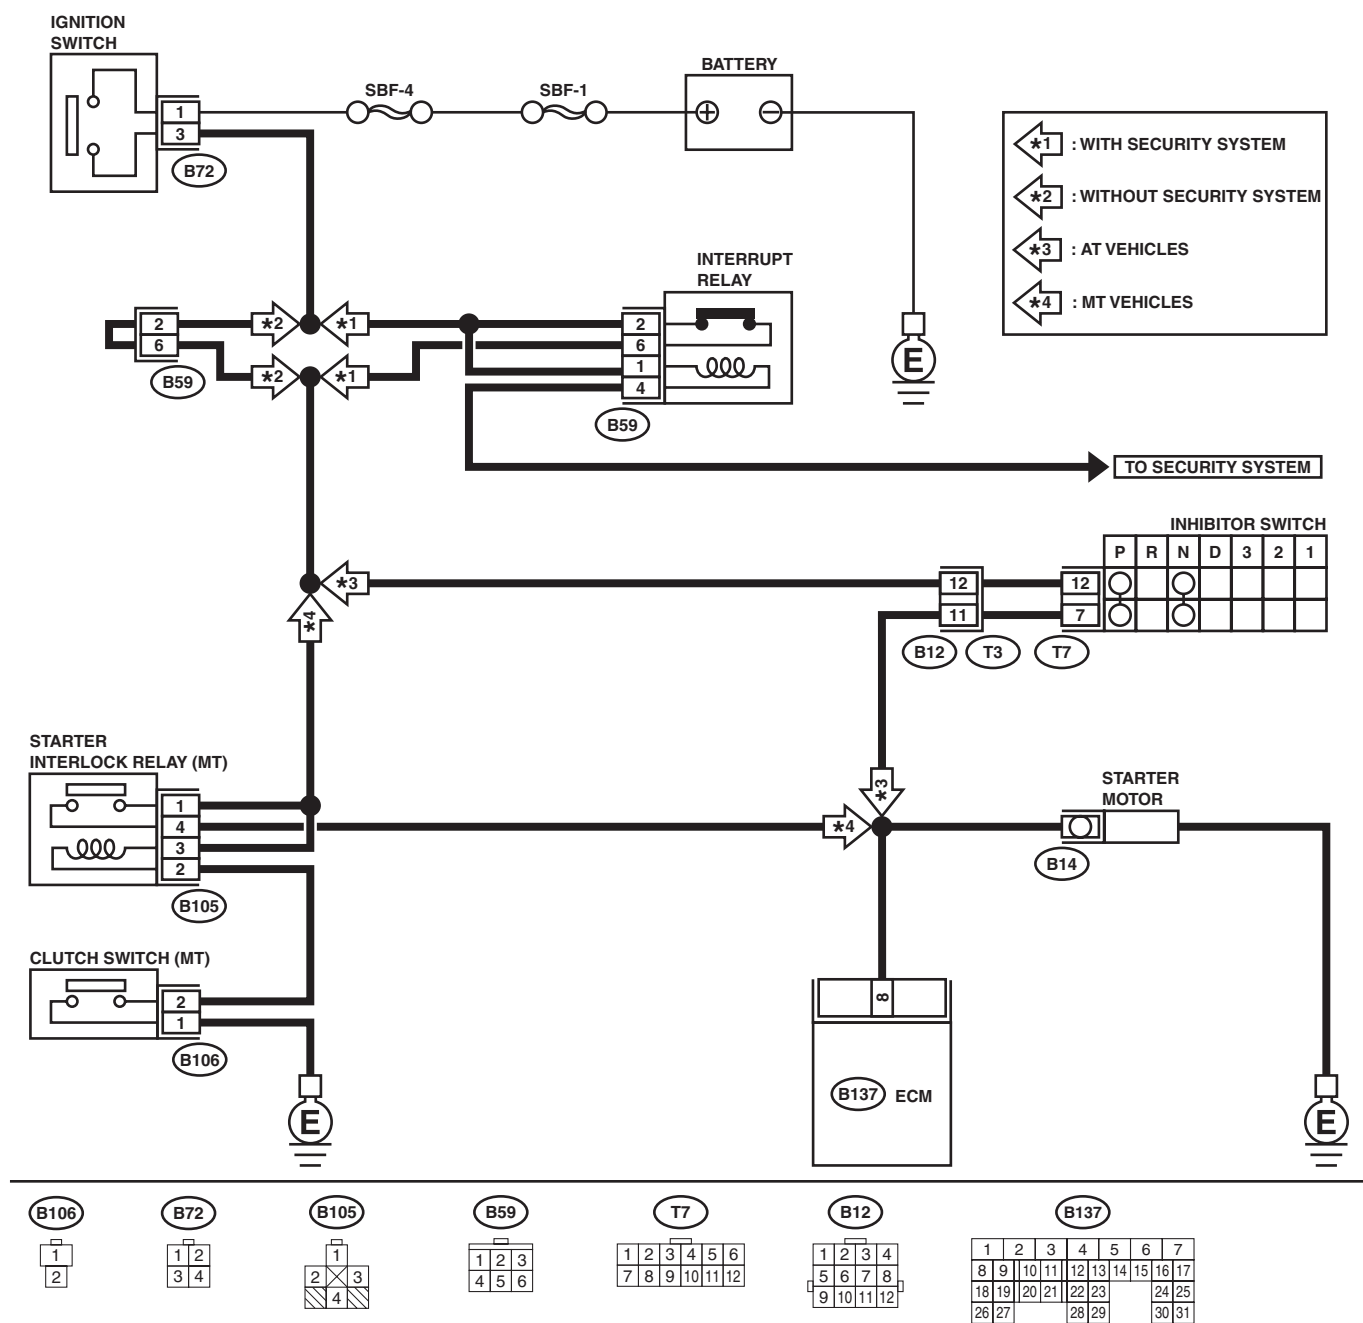 IGNITION
SWITCH
1
3
B72
SBF-4
SBF-1
BATTERY
+
−
E
*1 : WITH SECURITY SYSTEM
*2 : WITHOUT SECURITY SYSTEM
*3 : AT VEHICLES
*4 : MT VEHICLES
INTERRUPT
RELAY
2
6
B59
*2
*1
*2
*1
2
6
1
4
B59
TO SECURITY SYSTEM
INHIBITOR SWITCH
P R N D 3 2 1
*3
12
11
12
7
B12
T3
T7
*4
STARTER
INTERLOCK RELAY (MT)
1
4
3
2
B105
*4
*3
STARTER
MOTOR
B14
CLUTCH SWITCH (MT)
2
1
B106
E
8
B137 ECM
E
B106
1
2
B72
1 2
3 4
B105
1
2 3
4
B59
1 2 3
4 5 6
T7
1 2 3 4 5 6
7 8 9 10 11 12
B12
1 2 3 4
5 6 7 8
9 10 11 12
B137
1 2 3 4 5 6 7
8 9 10 11 12 13 14 15 16 17
18 19 20 21 22 23 24 25
26 27 28 29 30 31